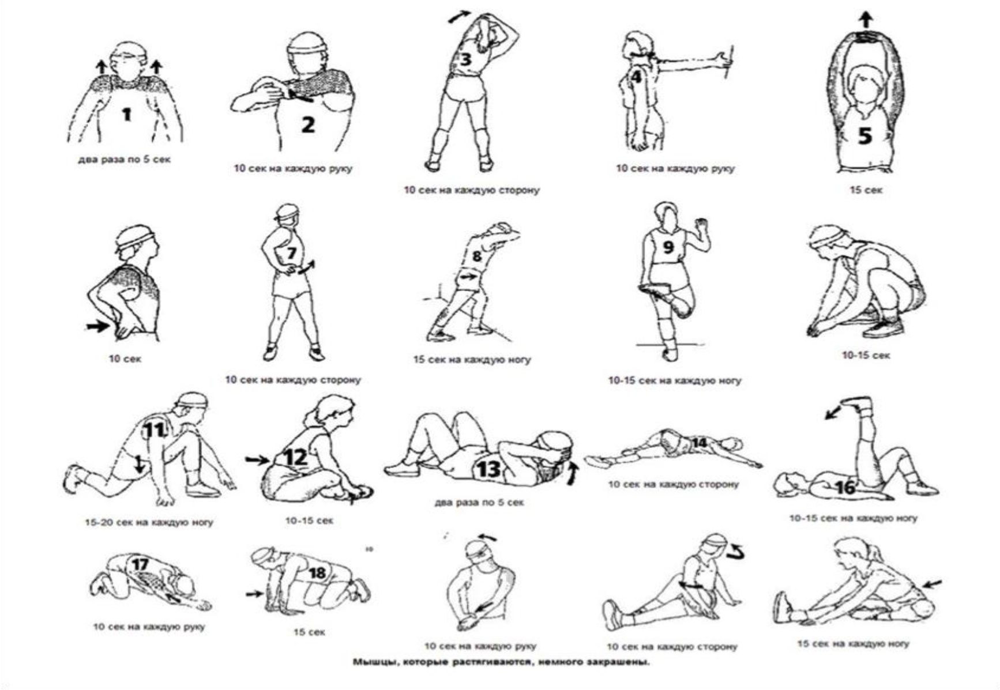 1
два раза по 5 сек
2
10 сек на каждую руку
3
10 сек на каждую сторону
4
10 сек на каждую руку
5
15 сек
10 сек
7
10 сек на каждую сторону
8
15 сек на каждую ногу
9
10-15 сек на каждую ногу
10-15 сек
11
15-20 сек на каждую ногу
12
10-15 сек
13
два раза по 5 сек
14
10 сек на каждую сторону
16
10-15 сек на каждую ногу
17
10 сек на каждую руку
18
15 сек
10 сек на каждую руку
10 сек на каждую сторону
15 сек на каждую ногу
Мышцы, которые растягиваются, немного закрашены.